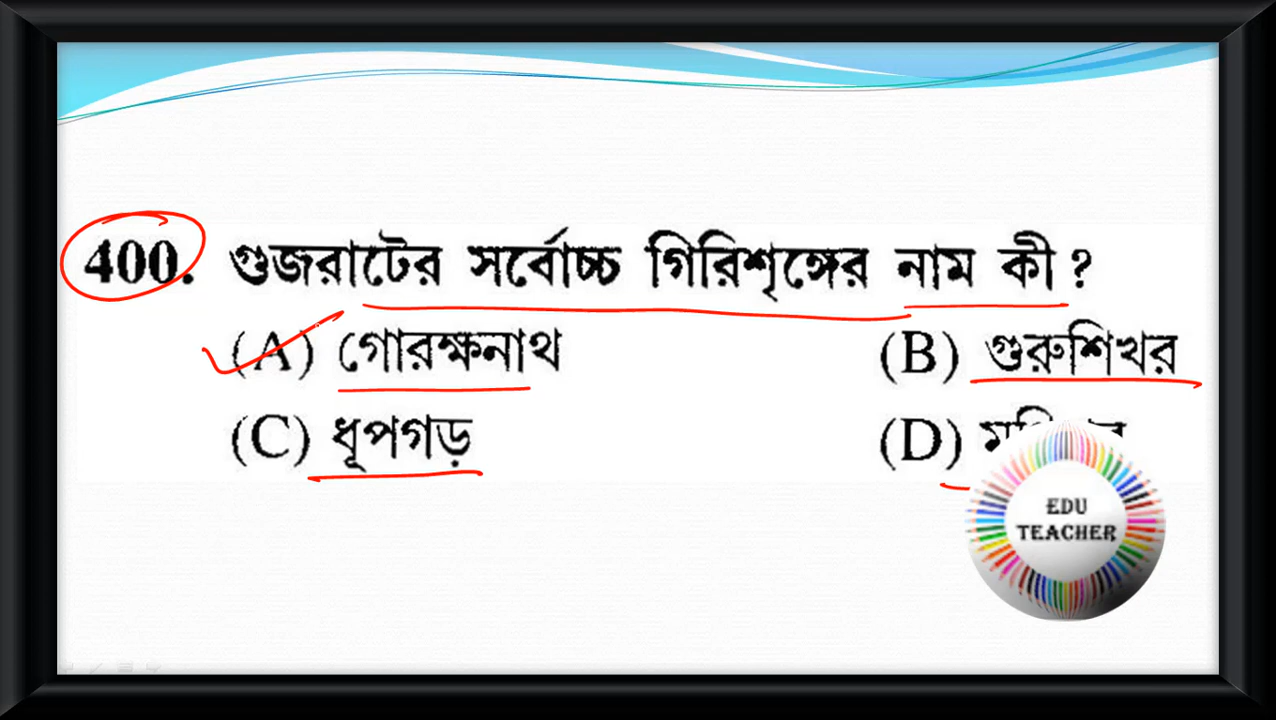 400. গুজরাটের সর্বোচ্চ গিরিশৃঙ্গের নাম কী ?
(A) গোরক্ষনাথ (B) গুরুশিখর
(C) ধূপগড় (D)
EDU
TEACHER